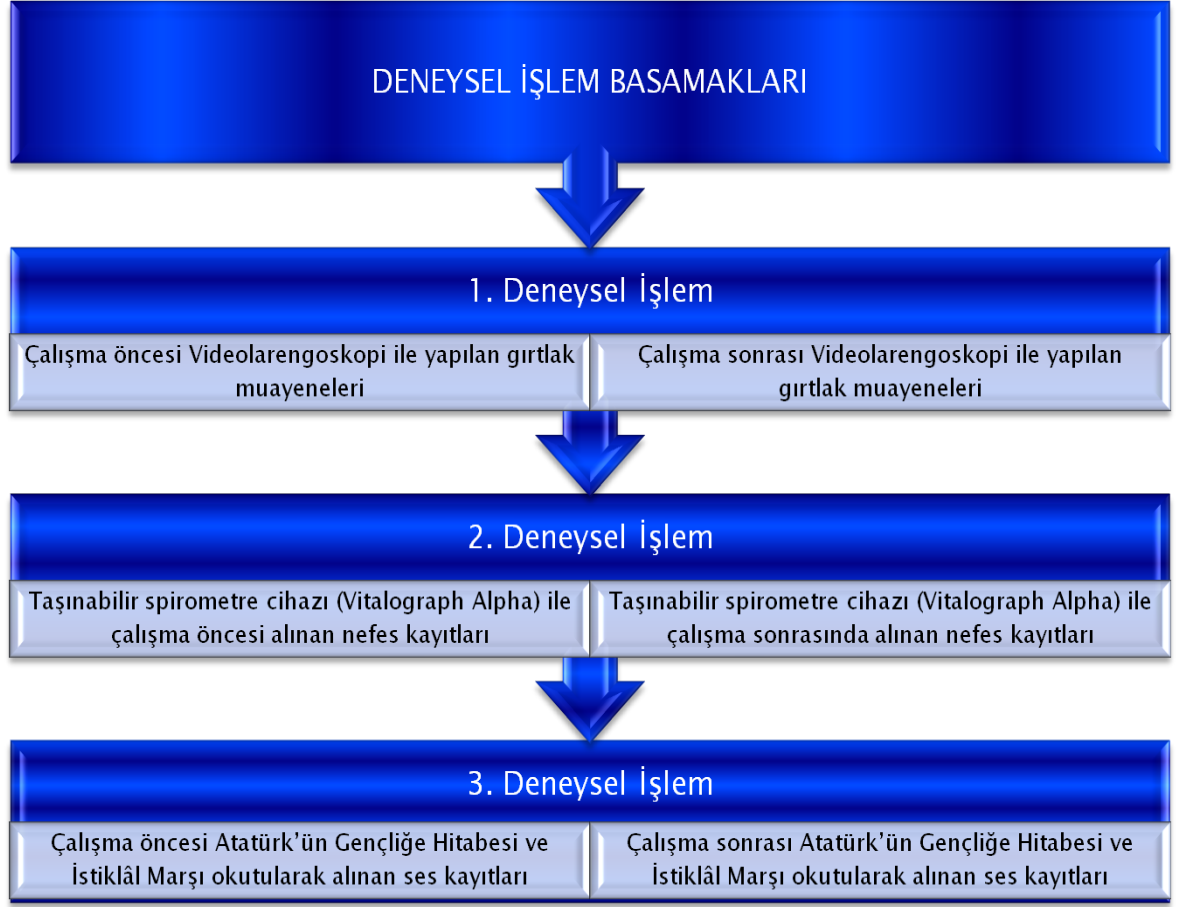 DENEYSEL İŞLEM BASAMAKLARI
1. Deneysel İşlem
Çalışma öncesi Videolarengoskopi ile yapılan gırtlak
muayeneleri
Çalışma sonrası Videolarengoskopi ile yapılan
gırtlak muayeneleri
2. Deneysel İşlem
Taşınabilir spirometre cihazı (Vitalograph Alpha) ile
çalışma öncesi alınan nefes kayıtları
Taşınabilir spirometre cihazı (Vitalograph Alpha) ile
çalışma sonrasında alınan nefes kayıtları
3. Deneysel İşlem
Çalışma öncesi Atatürk’ün Gençliğe Hitabesi ve
İstiklâl Marşı okutularak alınan ses kayıtları
Çalışma sonrası Atatürk’ün Gençliğe Hitabesi ve
İstiklâl Marşı okutularak alınan ses kayıtları